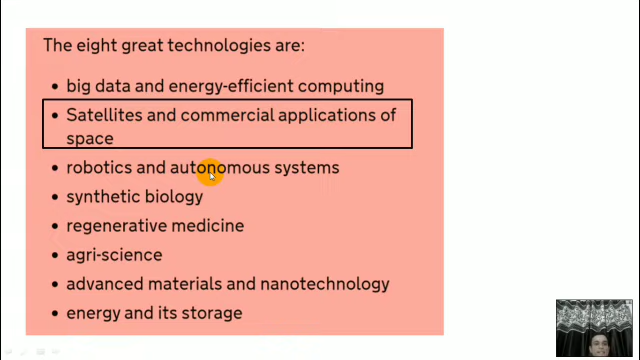 The eight great technologies are:
• big data and energy-efficient computing
• Satellites and commercial applications of
space
• robotics and autonomous systems
• synthetic biology
• regenerative medicine
• agri-science
• advanced materials and nanotechnology
• energy and its storage